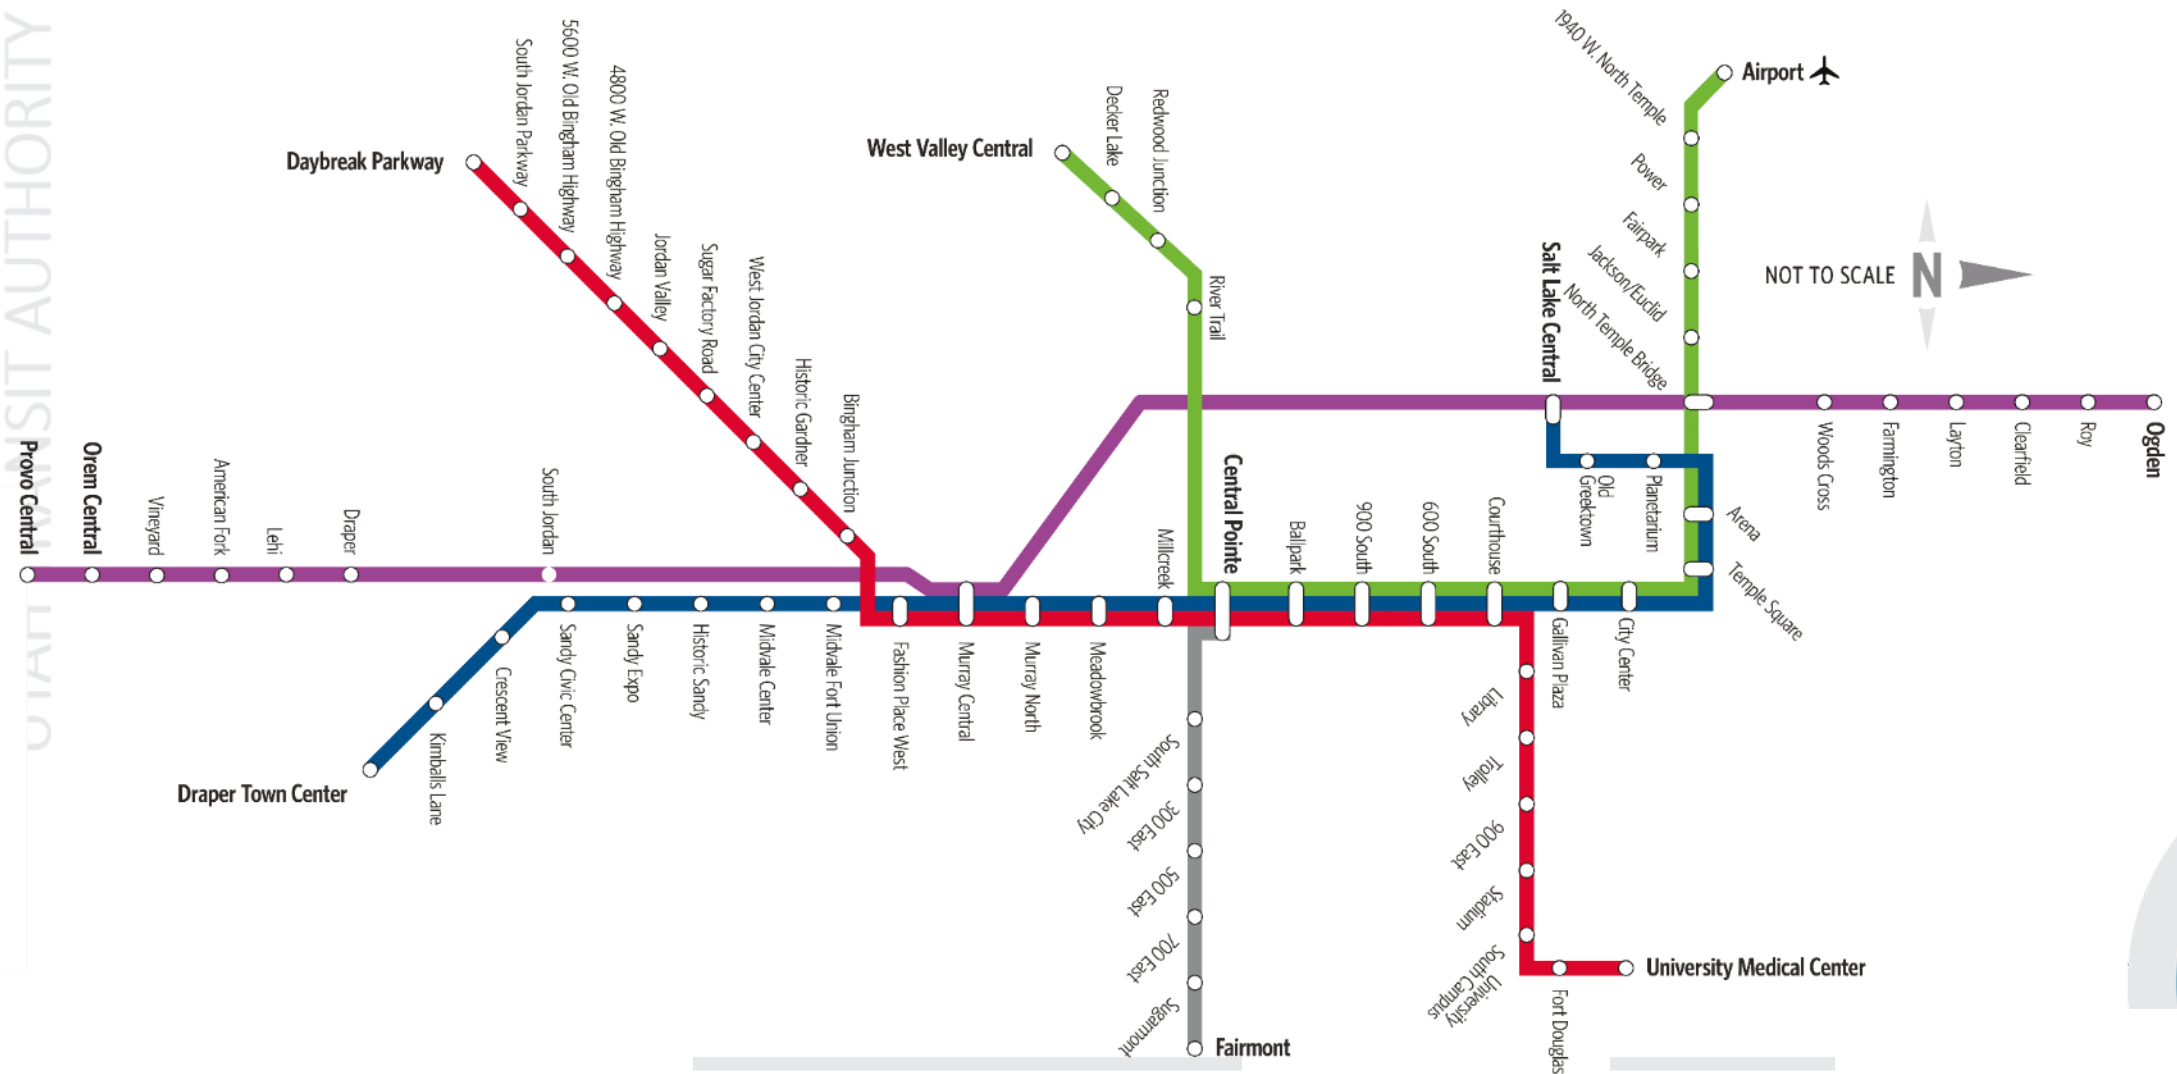 UTAH TRANSIT AUTHORITY
Daybreak Parkway
South Jordan Parkway
5600 W. Old Bingham Highway
4800 W. Old Bingham Highway
Jordan Valley
Sugar Factory Road
West Jordan City Center
Historic Gardner
Bingham Junction
West Valley Central
Decker Lake
Redwood Junction
River Trail
Airport
1940 W. North Temple
Power
Fairpark
Jackson/Euclid
North Temple Bridge
Salt Lake Central
NOT TO SCALE
N
Provo Central
Orem Central
Vineyard
American Fork
Lehi
Draper
South Jordan
Woods Cross
Farmington
Layton
Clearfield
Roy
Ogden
Old
Greektown
Planetarium
Arena
Temple Square
Millcreek
Central Pointe
Ballpark
900 South
600 South
Courthouse
Gallivan Plaza
City Center
Draper Town Center
Kimballs Lane
Crescent View
Sandy Civic Center
Sandy Expo
Historic Sandy
Midvale Center
Midvale Fort Union
Fashion Place West
Murray Central
Murray North
Meadowbrook
South Salt Lake City
300 East
500 East
700 East
Sugarmont
Fairmont
Library
Trolley
900 East
Stadium
University
South Campus
Fort Douglas
University Medical Center